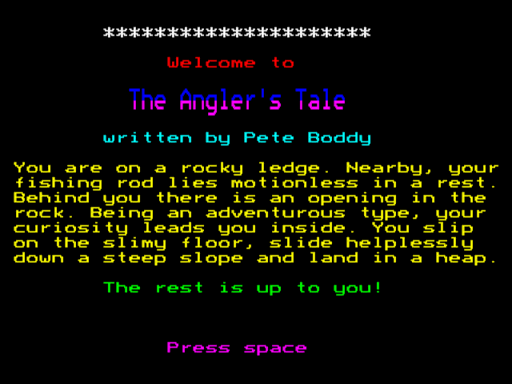 *********************
Welcome to
The Angler's Tale
written by Pete Boddy
You are on a rocky ledge. Nearby, your
fishing rod lies motionless in a rest.
Behind you there is an opening in the
rock. Being an adventurous type, your
curiosity leads you inside. You slip
on the slimy floor, slide helplessly
down a steep slope and land in a heap.
The rest is up to you!
Press space